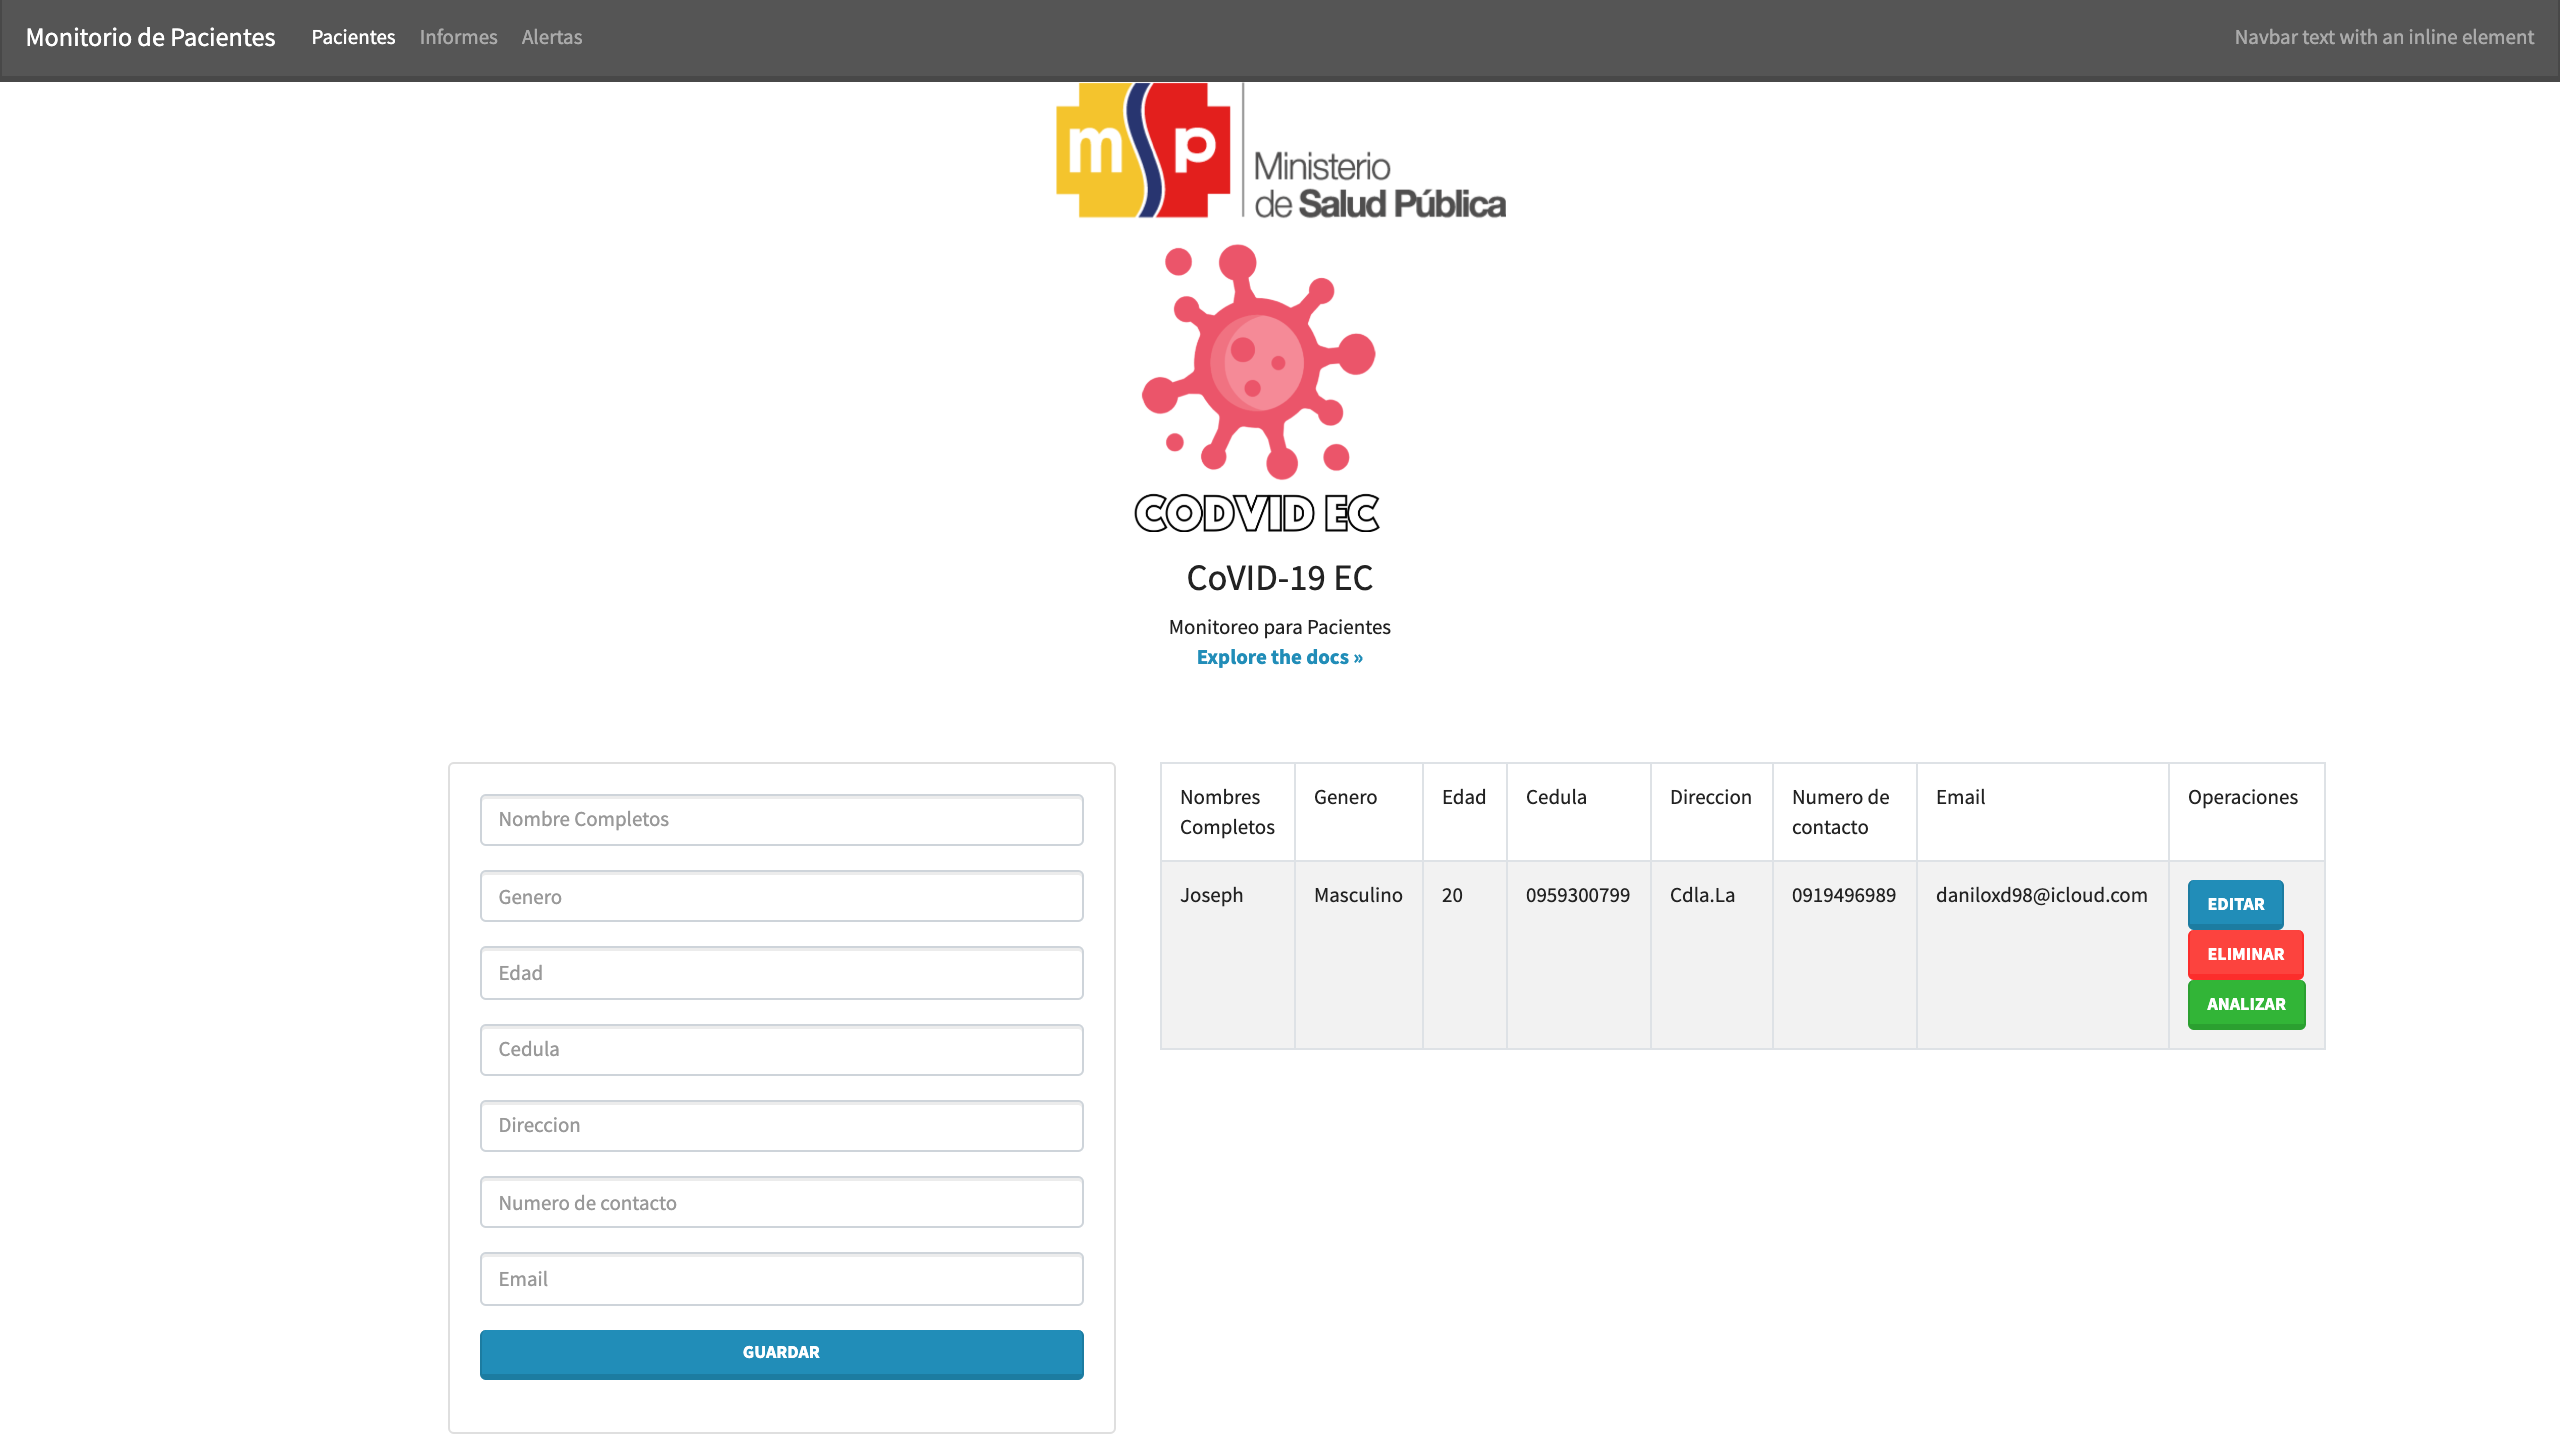 Monitorio de Pacientes Pacientes Informes Alertas Navbar text with an inline element
msp
Ministerio
de Salud Pública
CODVID EC
CoVID-19 EC
Monitoreo para Pacientes
Explore the docs »
Nombre Completos
Genero
Edad
Cedula
Direccion
Numero de contacto
Email
GUARDAR
Nombres Completos Genero Edad Cedula Direccion Numero de contacto Email Operaciones
Joseph Masculino 20 0959300799 Cdla.La 0919496989 daniloxd98@icloud.com EDITAR
ELIMINAR
ANALIZAR